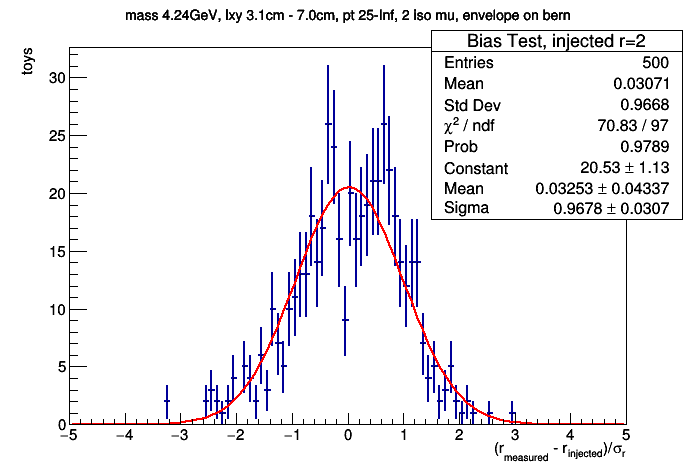 mass 4.24GeV, lxy 3.1cm - 7.0cm, pt 25-Inf, 2 iso mu, envelope on bern
Bias Test, injected r=2
Entries 500
Mean 0.03071
Std Dev 0.9668
χ² / ndf 70.83 / 97
Prob 0.9789
Constant 20.53 ± 1.13
Mean 0.03253 ± 0.04337
Sigma 0.9678 ± 0.0307
toys
30
25
20
15
10
5
0
−5 −4 −3 −2 −1 0 1 2 3 4 5
(r_measured - r_injected)/σ_r